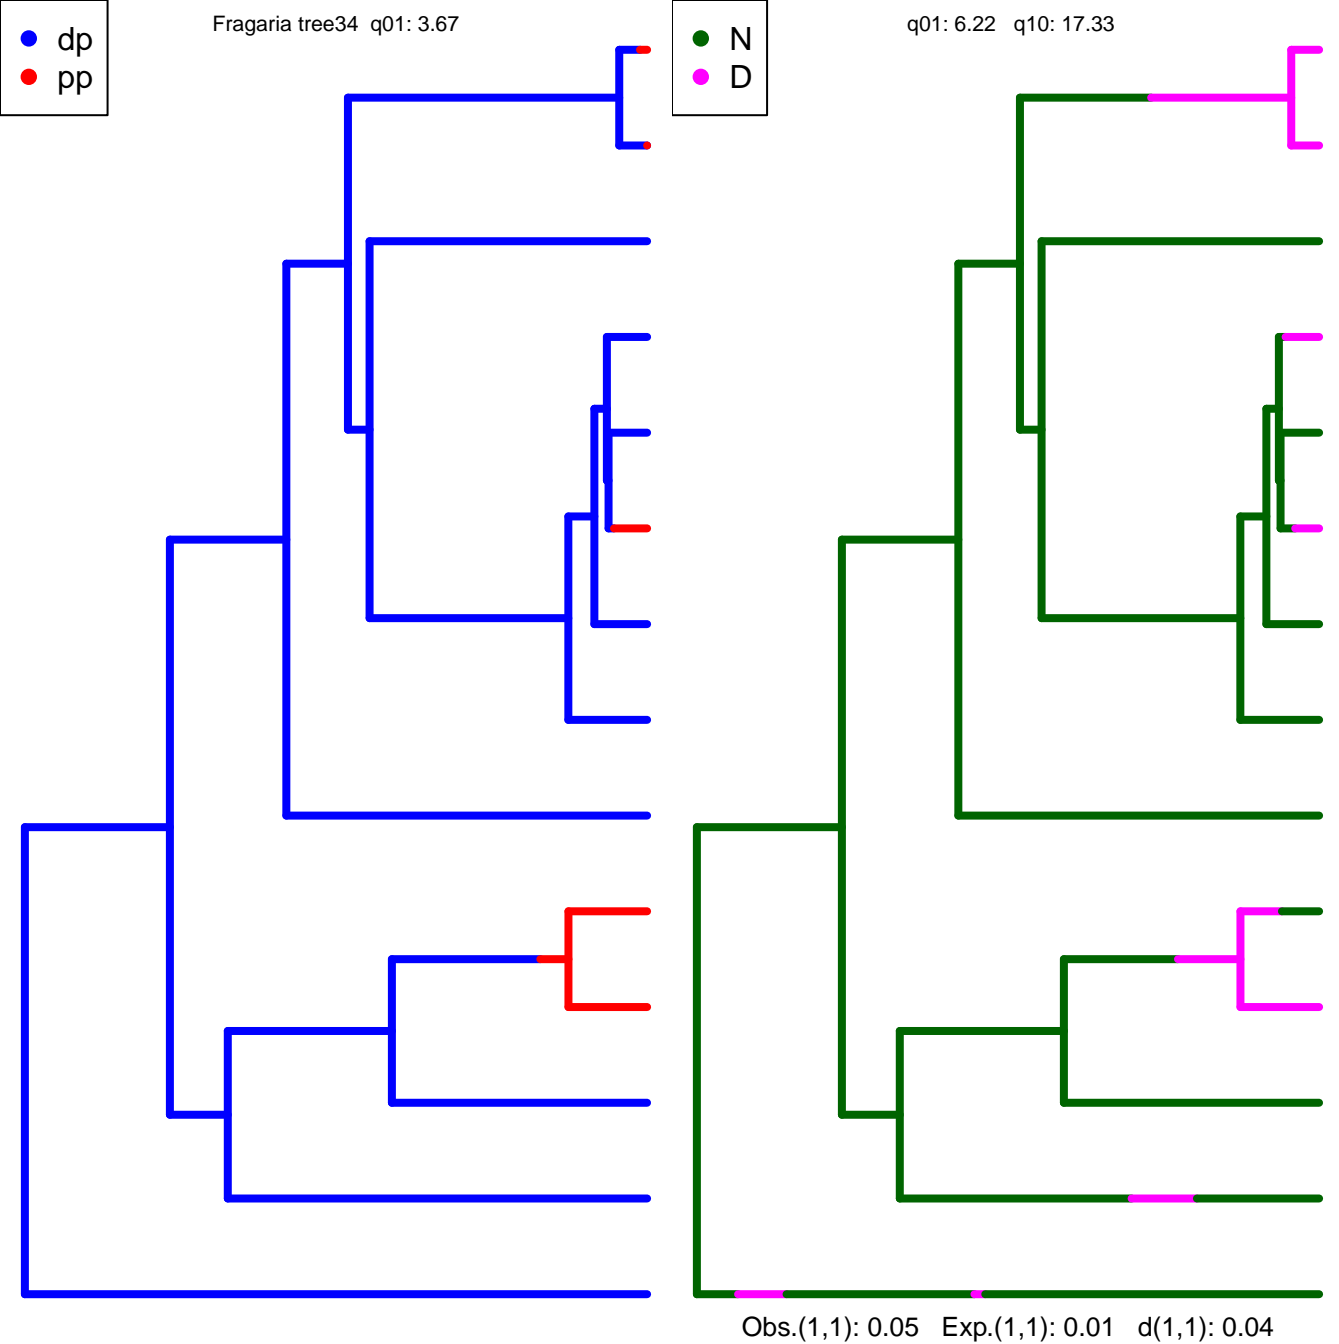 dp
pp
Fragaria tree34 q01: 3.67
N
D
q01: 6.22 q10: 17.33
Obs.(1,1): 0.05 Exp.(1,1): 0.01 d(1,1): 0.04